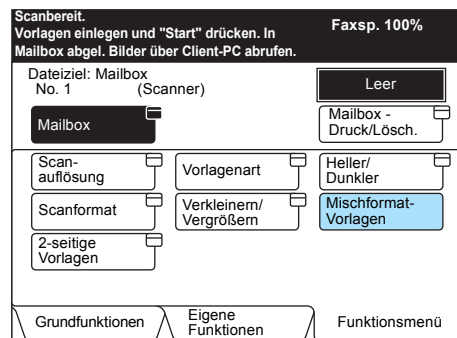 Scanbereit.
Vorlagen einlegen und "Start" drücken. In
Mailbox abgel. Bilder über Client-PC abrufen.
Faxsp. 100%
Dateiziel: Mailbox
No. 1 (Scanner)
Leer
Mailbox
Mailbox -
Druck/Lösch.
Scan-
auflösung
Vorlagenart
Heller/
Dunkler
Scanformat
Verkleinern/
Vergrößern
Mischformat-
Vorlagen
2-seitige
Vorlagen
Grundfunktionen
Eigene
Funktionen
Funktionsmenü